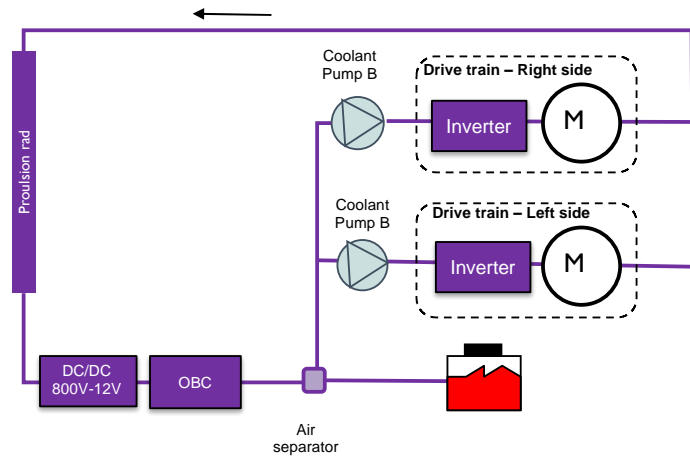 Coolant
Pump B
Drive train – Right side
Inverter
M
Proulsion rad
Coolant
Pump B
Drive train – Left side
Inverter
M
DC/DC
800V-12V
OBC
Air
separator